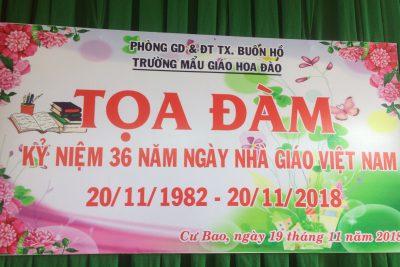 PHÒNG GD & ĐT TX. BUÔN HỒ
TRƯỜNG MẪU GIÁO HOA ĐÀO
TỌA ĐÀM
KỶ NIỆM 36 NĂM NGÀY NHÀ GIÁO VIỆT NAM
20/11/1982 - 20/11/2018
Cư Bao, ngày 19 tháng 11 năm 2018